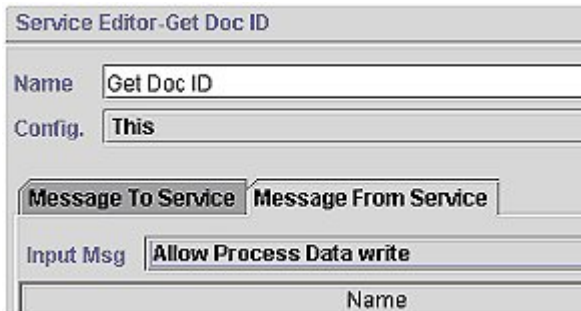 Service Editor-Get Doc ID
Name Get Doc ID
Config. This
Message To Service Message From Service
Input Msg Allow Process Data write
Name